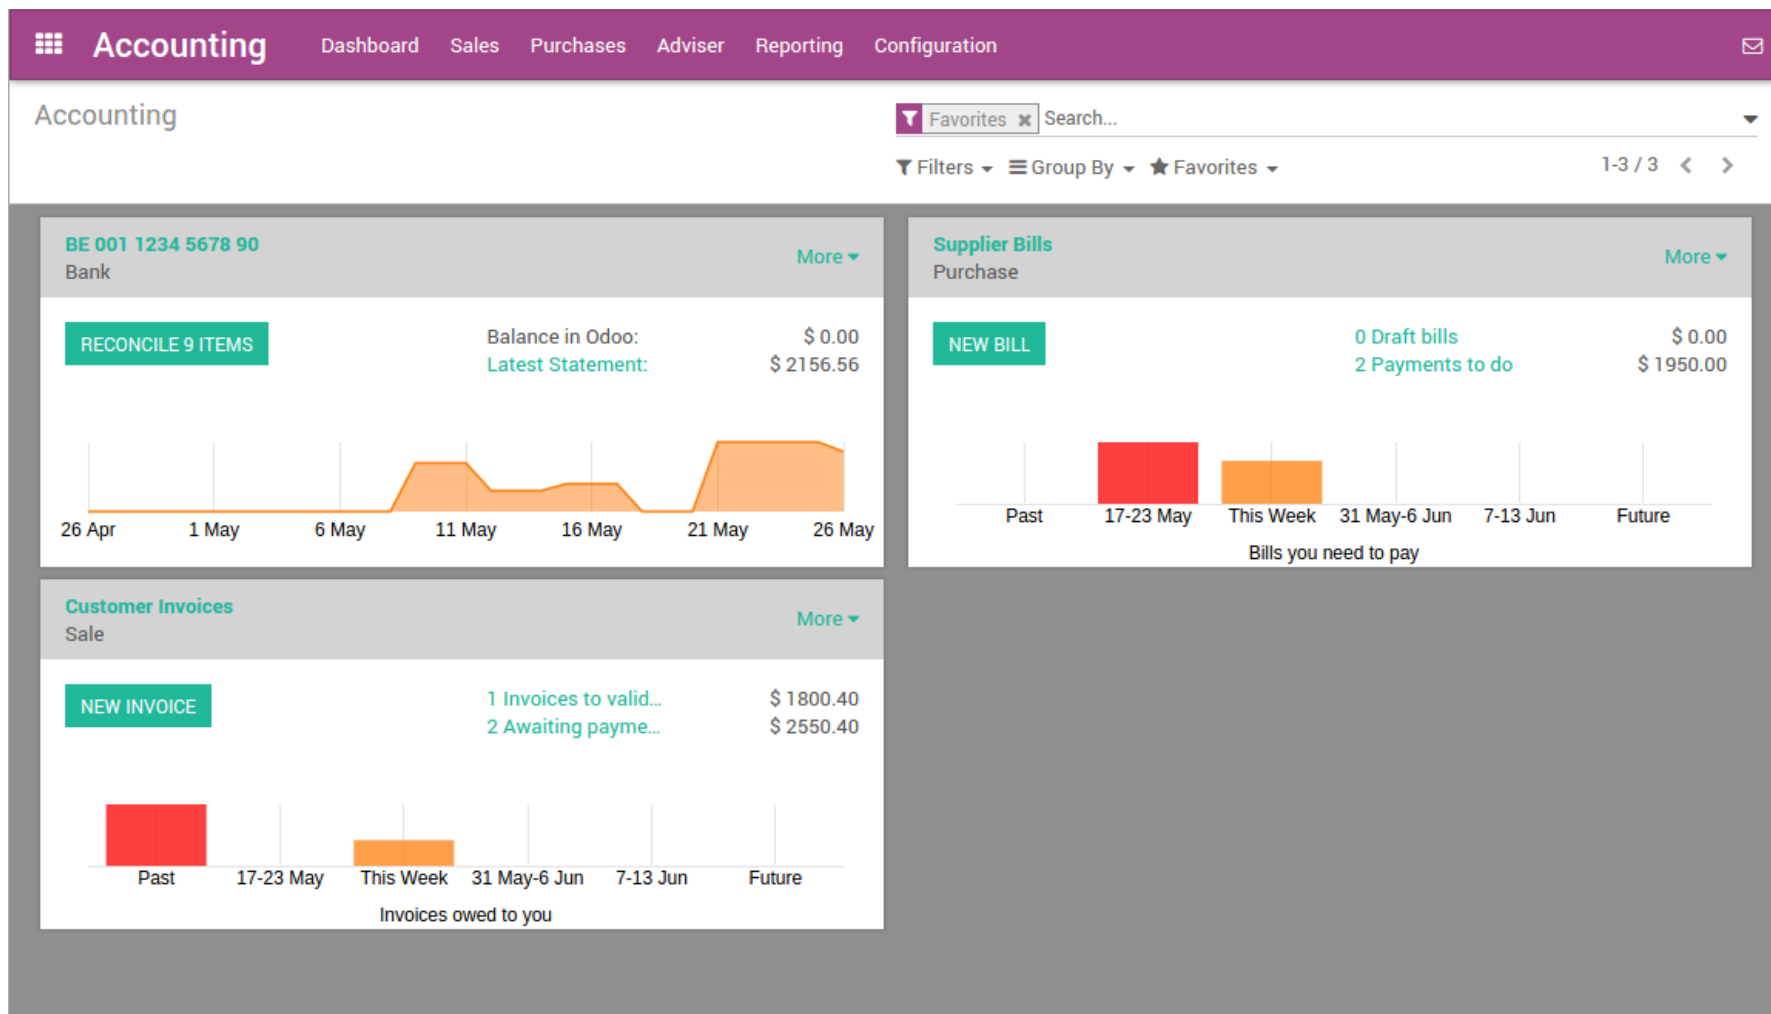 Accounting Dashboard Sales Purchases Adviser Reporting Configuration
Accounting
Favorites Search...
Filters Group By Favorites 1-3 / 3
BE 001 1234 5678 90
Bank
More
RECONCILE 9 ITEMS
Balance in Odoo: $ 0.00
Latest Statement: $ 2156.56
26 Apr 1 May 6 May 11 May 16 May 21 May 26 May
Supplier Bills
Purchase
More
NEW BILL
0 Draft bills $ 0.00
2 Payments to do $ 1950.00
Past 17-23 May This Week 31 May-6 Jun 7-13 Jun Future
Bills you need to pay
Customer Invoices
Sale
More
NEW INVOICE
1 Invoices to valid... $ 1800.40
2 Awaiting payme... $ 2550.40
Past 17-23 May This Week 31 May-6 Jun 7-13 Jun Future
Invoices owed to you